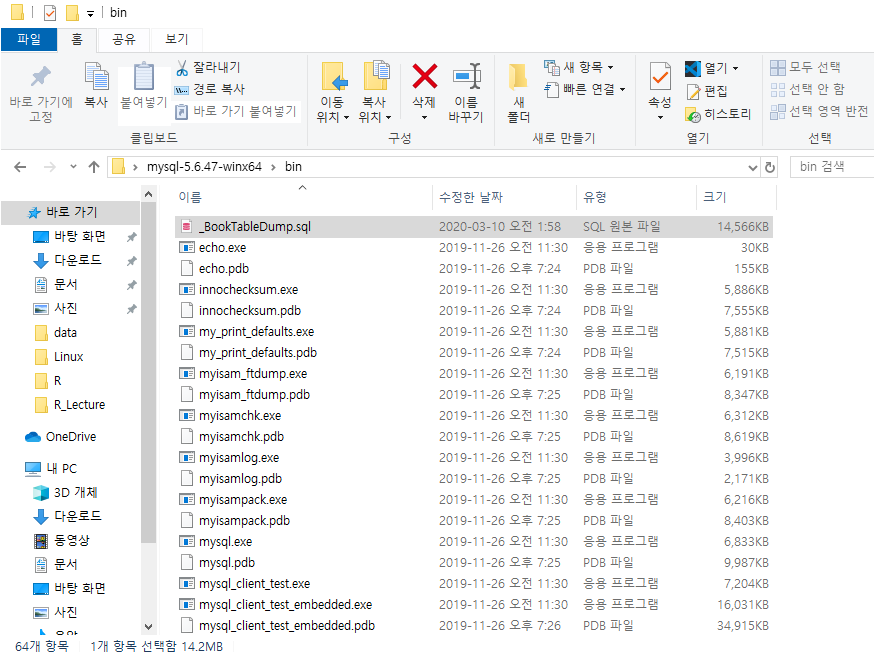 bin
파일 홈 공유 보기
바로 가기에 고정
복사
붙여넣기
잘라내기
경로 복사
바로 가기 붙여넣기
클립보드
이동 위치
복사 위치
삭제
이름 바꾸기
구성
새 폴더
새 항목
빠른 연결
새로 만들기
속성
열기
편집
히스토리
열기
모두 선택
선택 안 함
선택 영역 반전
선택
mysql-5.6.47-winx64 bin
bin 검색
바로 가기
바탕 화면
다운로드
문서
사진
data
Linux
R
R_Lecture
OneDrive
내 PC
3D 개체
다운로드
동영상
문서
바탕 화면
사진
이름 수정한 날짜 유형 크기
_BookTableDump.sql 2020-03-10 오전 1:58 SQL 원본 파일 14,566KB
echo.exe 2019-11-26 오전 11:30 응용 프로그램 30KB
echo.pdb 2019-11-26 오후 7:24 PDB 파일 155KB
innochecksum.exe 2019-11-26 오전 11:30 응용 프로그램 5,886KB
innochecksum.pdb 2019-11-26 오후 7:24 PDB 파일 7,555KB
my_print_defaults.exe 2019-11-26 오전 11:30 응용 프로그램 5,881KB
my_print_defaults.pdb 2019-11-26 오후 7:24 PDB 파일 7,515KB
myisam_ftdump.exe 2019-11-26 오전 11:30 응용 프로그램 6,191KB
myisam_ftdump.pdb 2019-11-26 오후 7:25 PDB 파일 8,347KB
myisamchk.exe 2019-11-26 오전 11:30 응용 프로그램 6,312KB
myisamchk.pdb 2019-11-26 오후 7:25 PDB 파일 8,619KB
myisamlog.exe 2019-11-26 오전 11:30 응용 프로그램 3,996KB
myisamlog.pdb 2019-11-26 오후 7:25 PDB 파일 2,171KB
myisampack.exe 2019-11-26 오전 11:30 응용 프로그램 6,216KB
myisampack.pdb 2019-11-26 오후 7:25 PDB 파일 8,403KB
mysql.exe 2019-11-26 오전 11:30 응용 프로그램 6,833KB
mysql.pdb 2019-11-26 오후 7:25 PDB 파일 9,987KB
mysql_client_test.exe 2019-11-26 오전 11:30 응용 프로그램 7,204KB
mysql_client_test_embedded.exe 2019-11-26 오전 11:30 응용 프로그램 16,031KB
mysql_client_test_embedded.pdb 2019-11-26 오후 7:26 PDB 파일 34,915KB
64개 항목 1개 항목 선택함 14.2MB